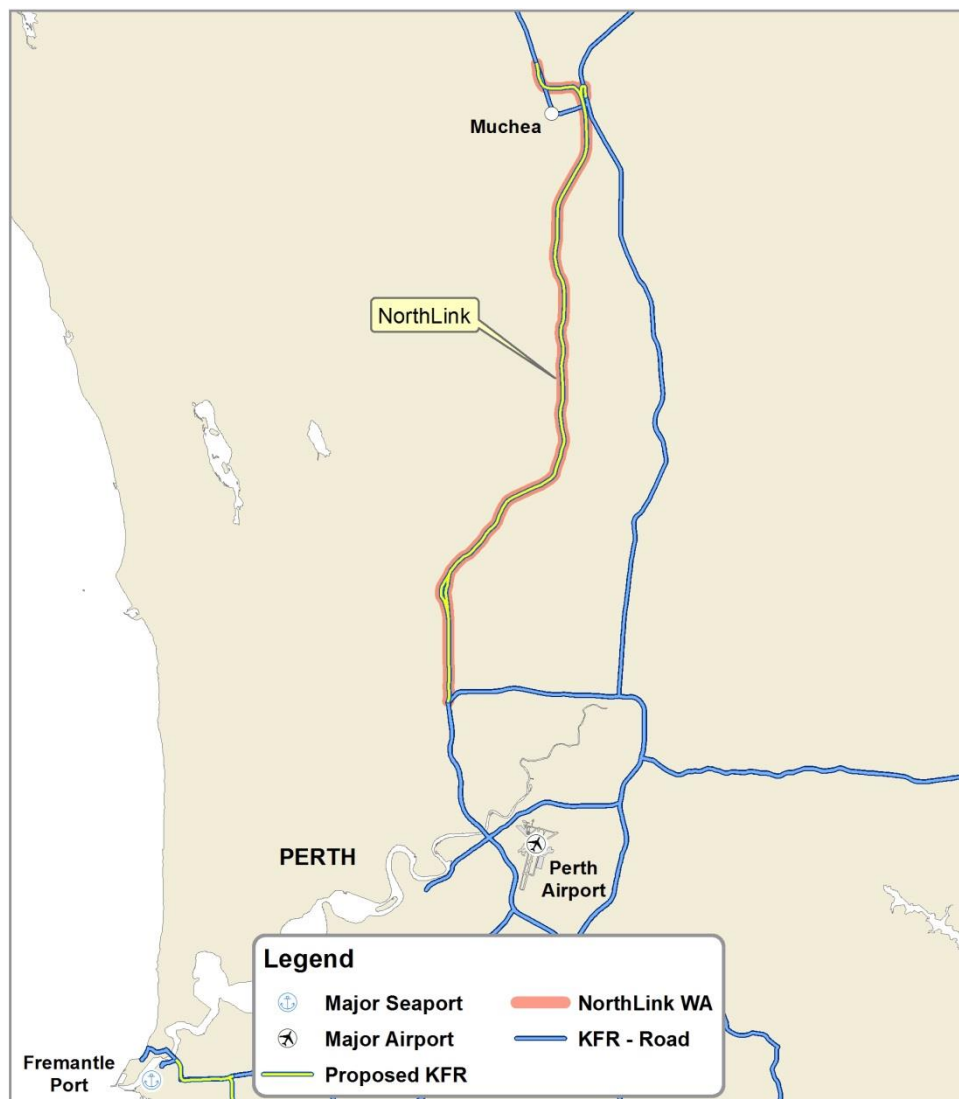 Muchea
NorthLink
PERTH
Perth
Airport
Legend
Major Seaport
NorthLink WA
Major Airport
KFR - Road
Proposed KFR
Fremantle
Port